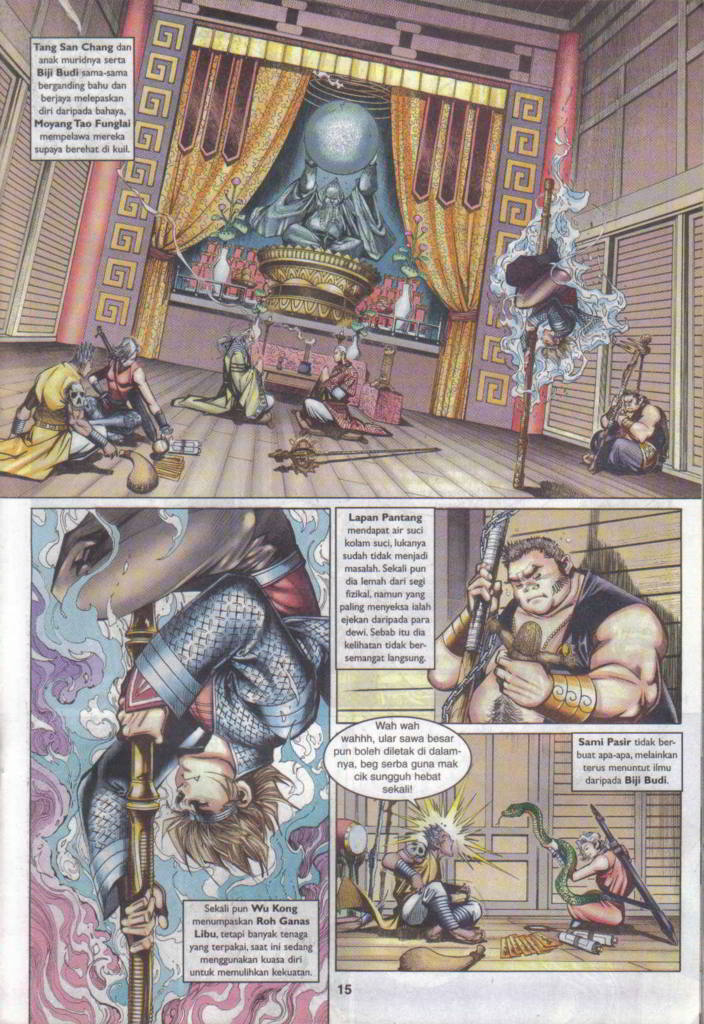 Tang San Chang dan
anak muridnya serta
Biji Budi sama-sama
berganding bahu dan
berjaya melepaskan
diri daripada bahaya,
Moyang Tao Funglai
mempelawa mereka
supaya berehat di kuil.
Lapan Pantang
mendapat air suci
kolam suci, lukanya
sudah tidak menjadi
masalah. Sekali pun
dia lemah dari segi
fizikal, namun yang
paling menyeksa ialah
ejekan daripada para
dewi. Sebab itu dia
kelihatan tidak ber-
semangat langsung.
Wah wah
wahhh, ular sawa besar
pun boleh diletak di dalam-
nya, beg serba guna mak
cik sungguh hebat
sekali!
Sami Pasir tidak ber-
buat apa-apa, melainkan
terus menuntut ilmu
daripada Biji Budi.
Sekali pun Wu Kong
menumpaskan Roh Ganas
Libu, tetapi banyak tenaga
yang terpakai, saat ini sedang
menggunakan kuasa diri
untuk memulihkan kekuatan.
15